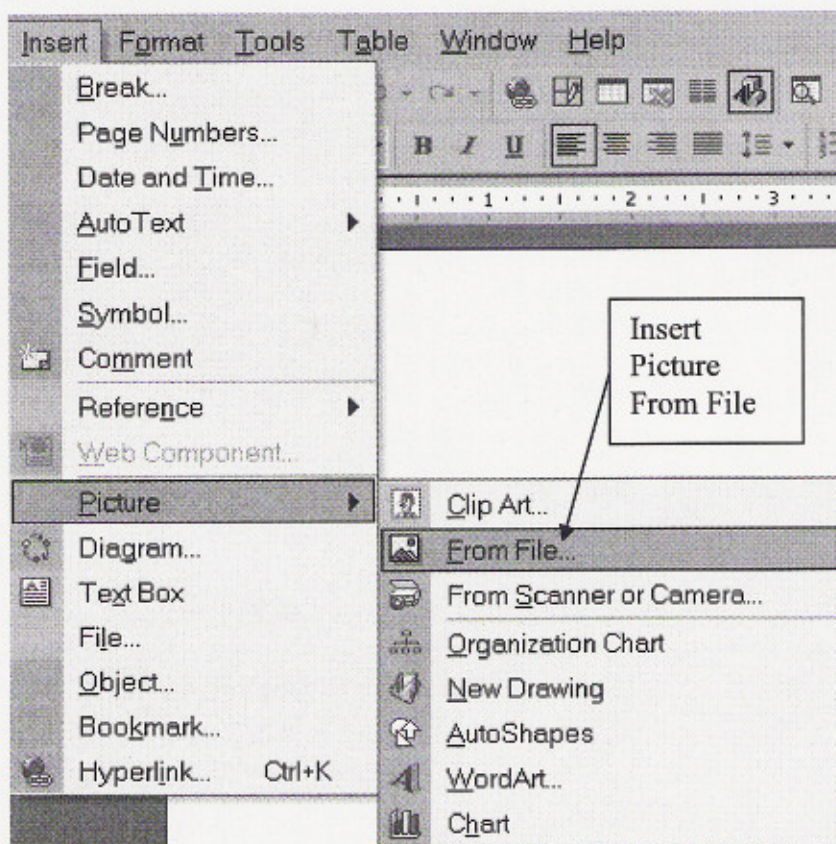 Insert Format Tools Table Window Help
Break...
Page Numbers...
Date and Time...
AutoText
Field...
Symbol...
Comment
Reference
Web Component...
Picture
Diagram...
Text Box
File...
Object...
Bookmark...
Hyperlink... Ctrl+K
B I U
1 2 3
Insert
Picture
From File
Clip Art...
From File...
From Scanner or Camera...
Organization Chart
New Drawing
AutoShapes
WordArt...
Chart